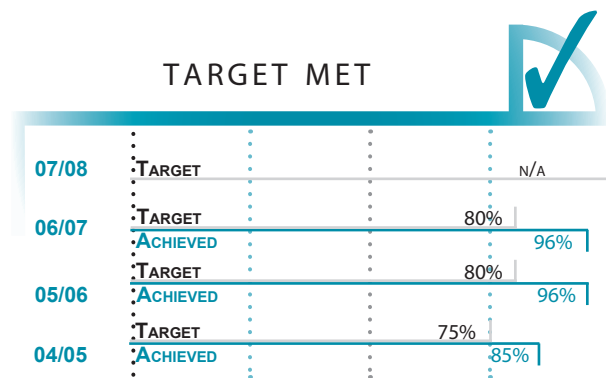 TARGET MET
07/08 TARGET N/A
TARGET 80%
06/07
ACHIEVED 96%
TARGET 80%
05/06 ACHIEVED 96%
TARGET 75%
04/05 ACHIEVED 85%